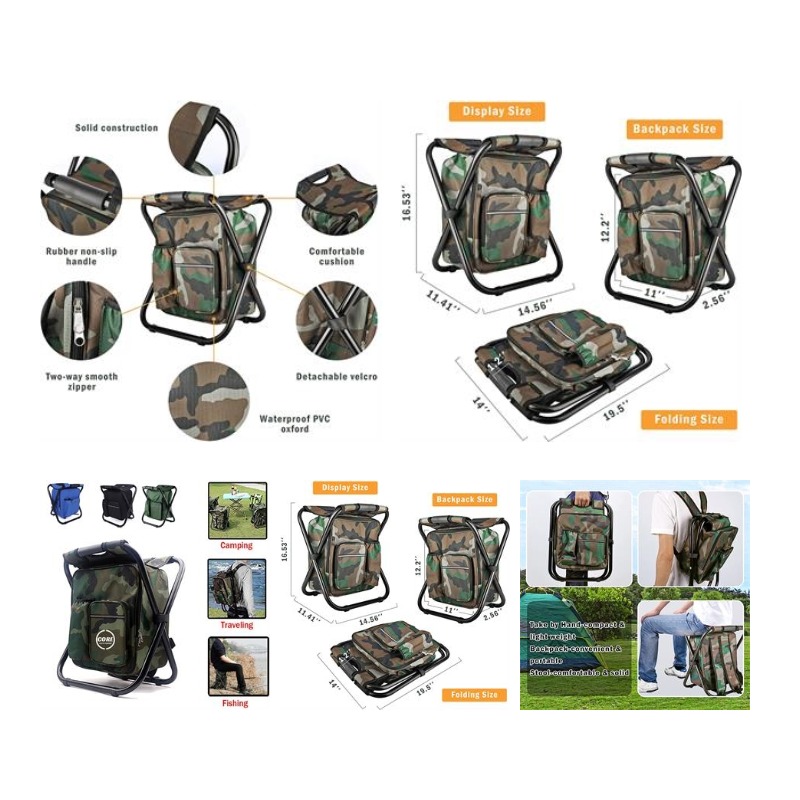 Solid construction
Rubber non-slip
handle
Comfortable
cushion
Two-way smooth
zipper
Detachable velcro
Waterproof PVC
oxford
Display Size
Backpack Size
16.53''
11.41''
14.56''
12.2''
11''
2.56''
1.2''
14''
19.5''
Folding Size
CORE
Camping
Traveling
Fishing
Display Size
Backpack Size
16.53''
11.41''
14.56''
12.2''
11''
2.56''
1.2''
14''
19.5''
Folding Size
Take by Hand-compact &
light weight
Backpack-convenient &
portable
Stool-comfortable & solid